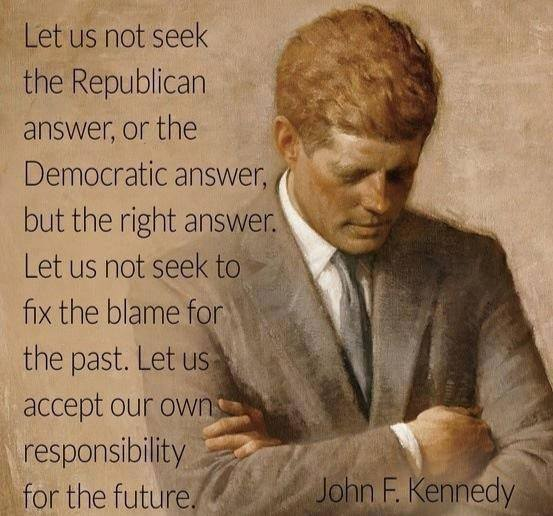 Let us not seek
the Republican
answer, or the
Democratic answer,
but the right answer.
Let us not seek to
fix the blame for
the past. Let us
accept our own
responsibility
for the future.
John F. Kennedy